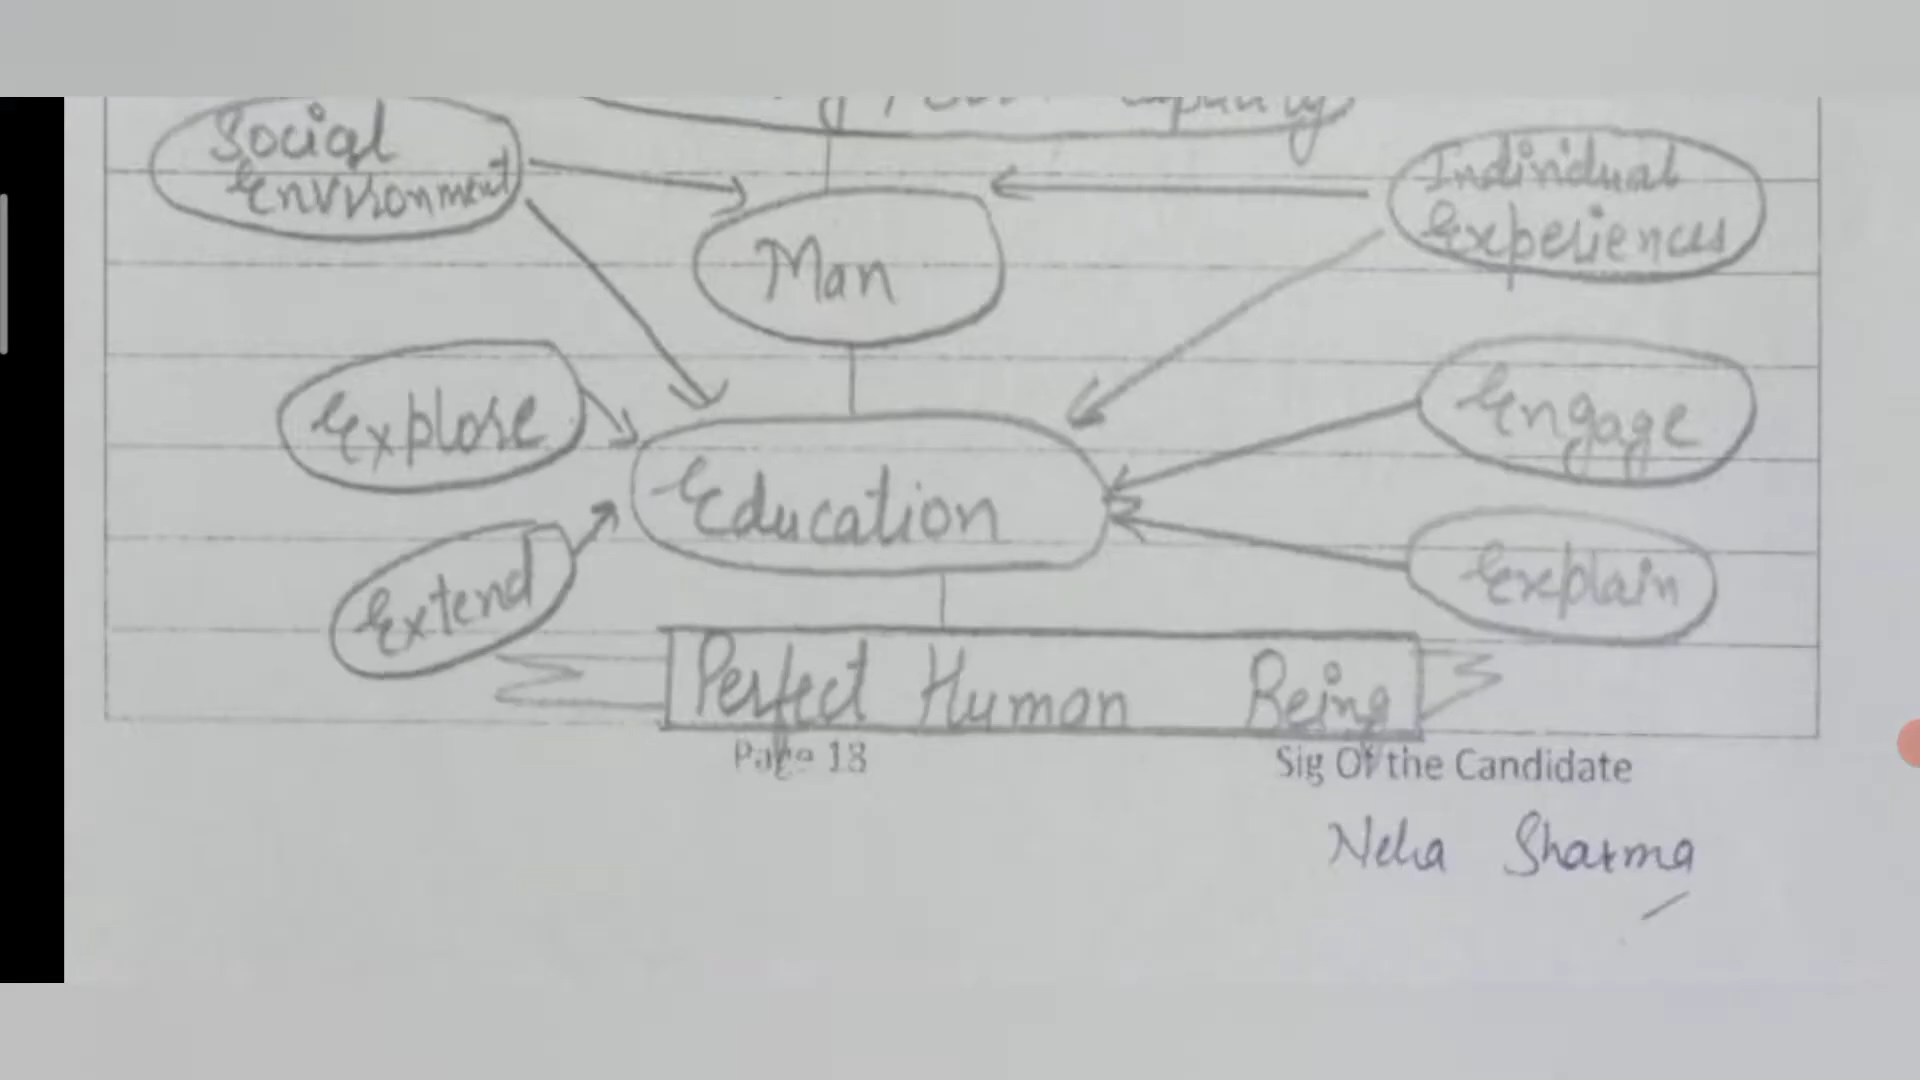 Social
Environment
Individual
Experiences
Man
Explore
Engage
Education
Extend
Explain
Perfect Human Being
Page 18
Sig Of the Candidate
Neha Sharma